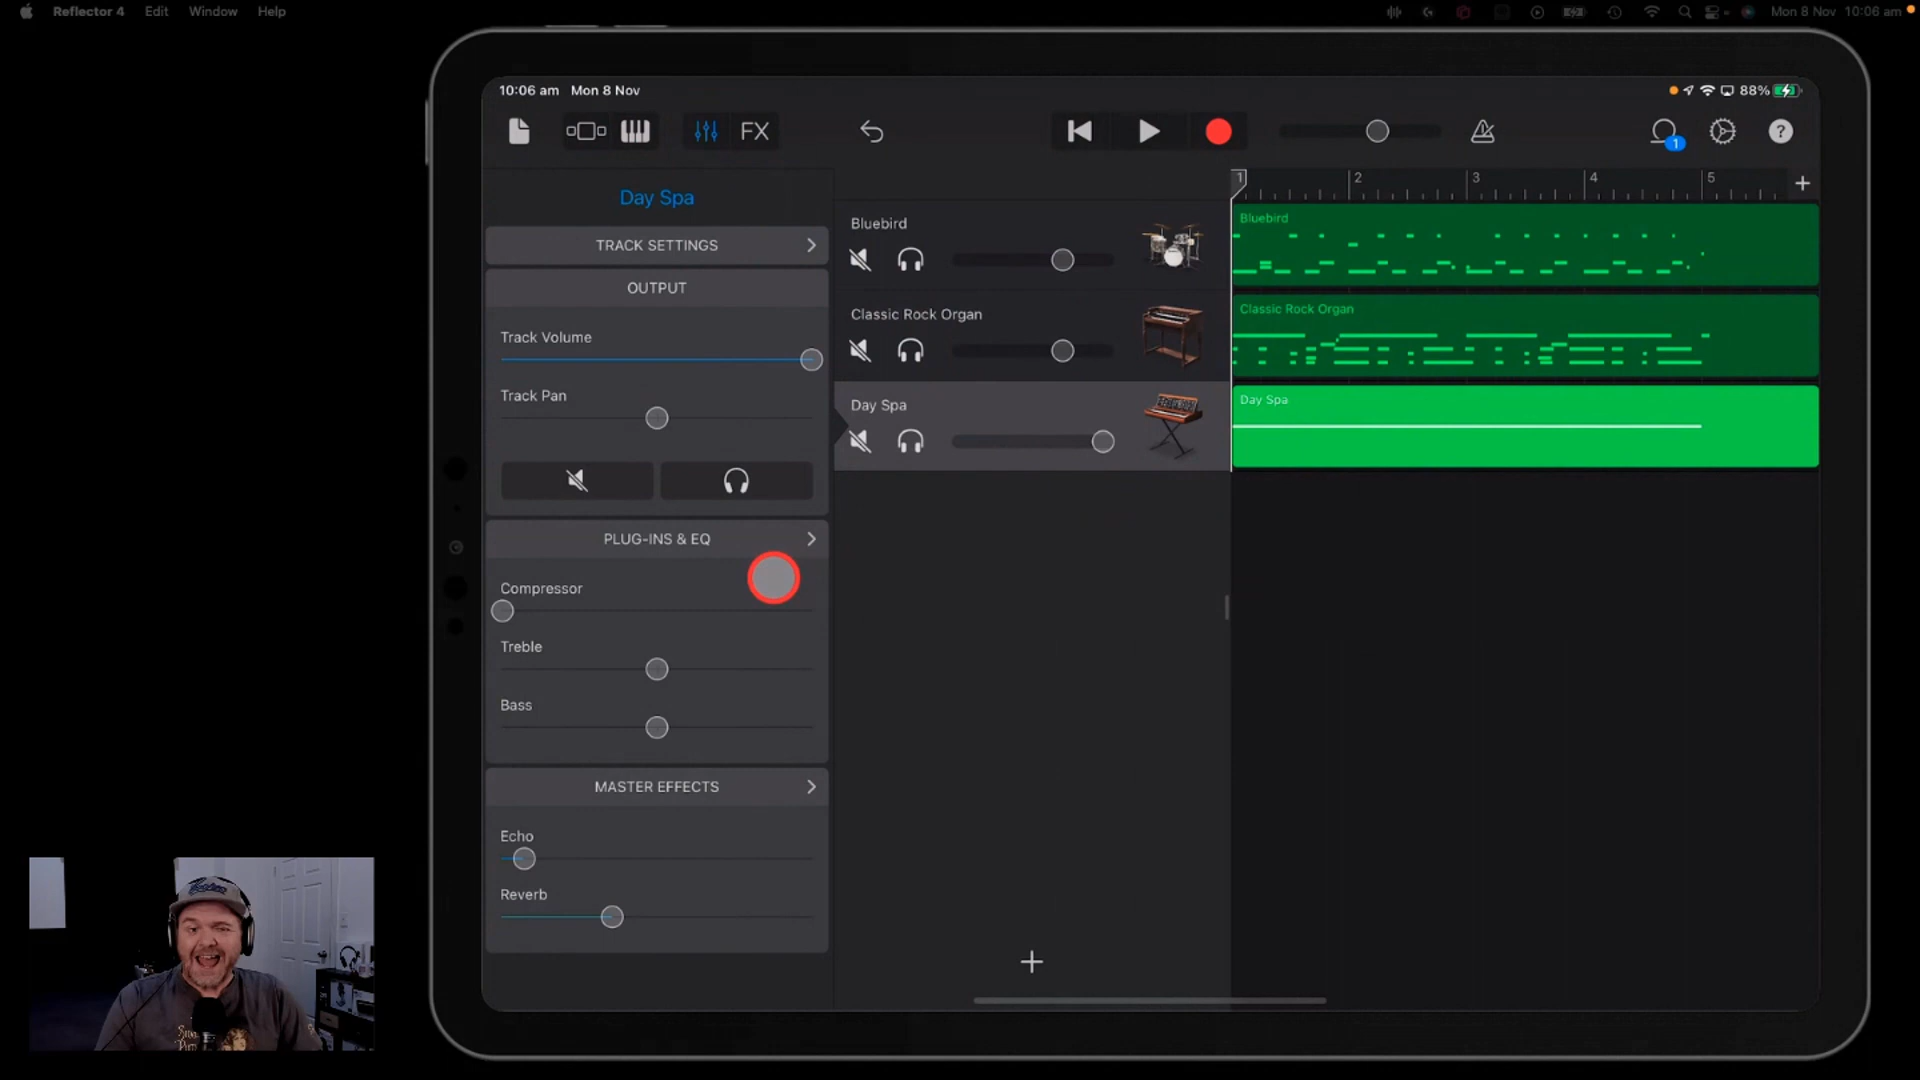 Reflector 4 Edit Window Help Mon 8 Nov 10:06 am
10:06 am Mon 8 Nov 88%
FX 1 ?
Day Spa
TRACK SETTINGS
OUTPUT
Track Volume
Track Pan
PLUG-INS & EQ
Compressor
Treble
Bass
MASTER EFFECTS
Echo
Reverb
Bluebird
Classic Rock Organ
Day Spa
1 2 3 4 5
Bluebird
Classic Rock Organ
Day Spa